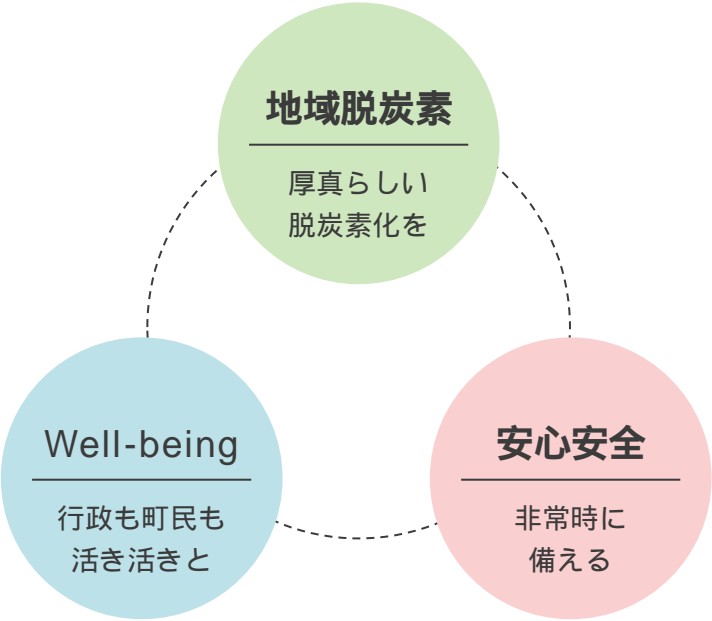 地域脱炭素
厚真らしい
脱炭素化を
Well-being
行政も町民も
活き活きと
安心安全
非常時に
備える